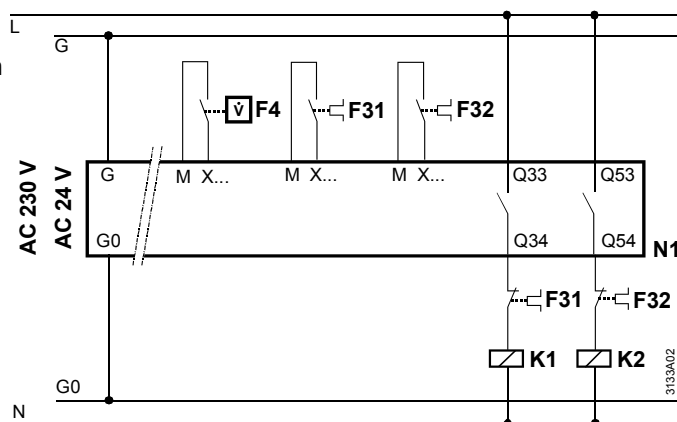 L
G
V̇ F4 F31 F32
AC 230 V
AC 24 V
G M X... M X... M X... Q33 Q53
G0 Q34 Q54
N1
F31 F32
K1 K2
3133A02
G0
N